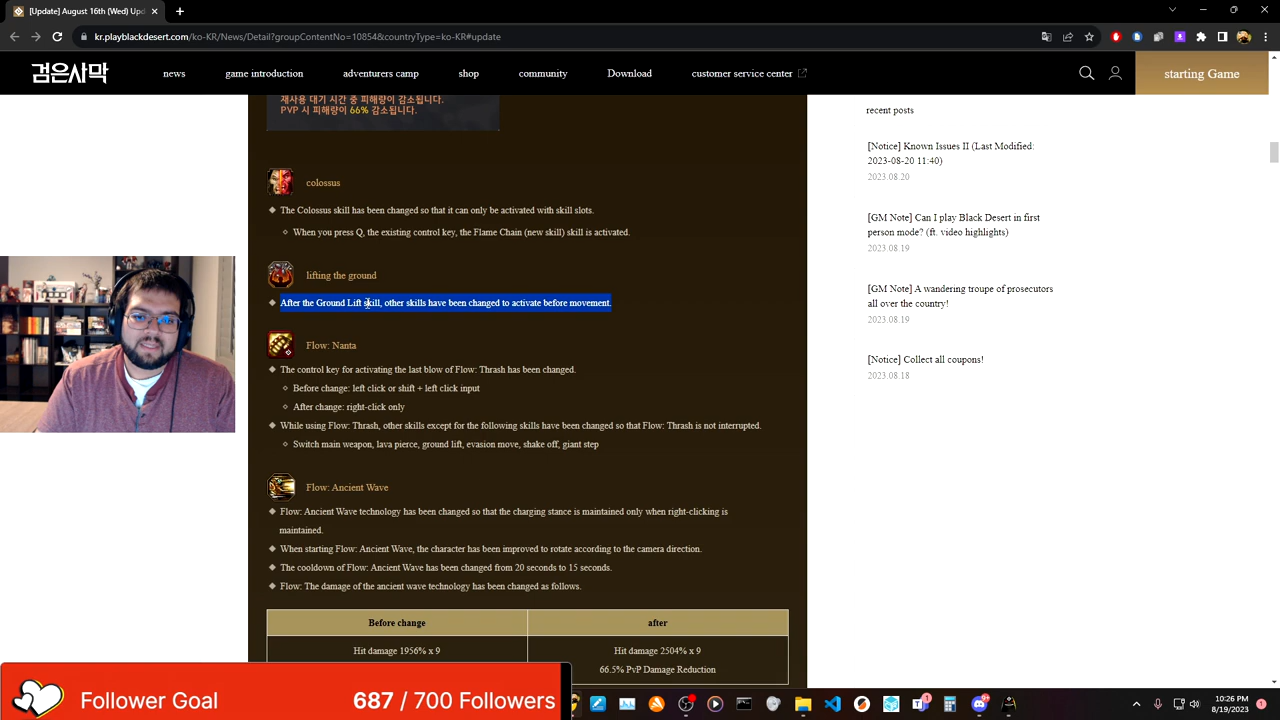 [Update] August 16th (Wed) Up
kr.playblackdesert.com/ko-KR/News/Detail?groupContentNo=10854&countryType=ko-KR#update
검은사막
news
game introduction
adventurers camp
shop
community
Download
customer service center
starting Game
재사용 대기 시간 중 피해량이 감소됩니다.
PVP 시 피해량이 66% 감소됩니다.
colossus
The Colossus skill has been changed so that it can only be activated with skill slots.
When you press Q, the existing control key, the Flame Chain (new skill) skill is activated.
lifting the ground
After the Ground Lift skill, other skills have been changed to activate before movement.
Flow: Nanta
The control key for activating the last blow of Flow: Thrash has been changed.
Before change: left click or shift + left click input
After change: right-click only
While using Flow: Thrash, other skills except for the following skills have been changed so that Flow: Thrash is not interrupted.
Switch main weapon, lava pierce, ground lift, evasion move, shake off, giant step
Flow: Ancient Wave
Flow: Ancient Wave technology has been changed so that the charging stance is maintained only when right-clicking is
maintained.
When starting Flow: Ancient Wave, the character has been improved to rotate according to the camera direction.
The cooldown of Flow: Ancient Wave has been changed from 20 seconds to 15 seconds.
Flow: The damage of the ancient wave technology has been changed as follows.
Before change
after
Hit damage 1956% x 9
Hit damage 2504% x 9
66.5% PvP Damage Reduction
recent posts
[Notice] Known Issues II (Last Modified:
2023-08-20 11:40)
2023.08.20
[GM Note] Can I play Black Desert in first
person mode? (ft. video highlights)
2023.08.19
[GM Note] A wandering troupe of prosecutors
all over the country!
2023.08.19
[Notice] Collect all coupons!
2023.08.18
Follower Goal
687 / 700 Followers
10:26 PM
8/19/2023